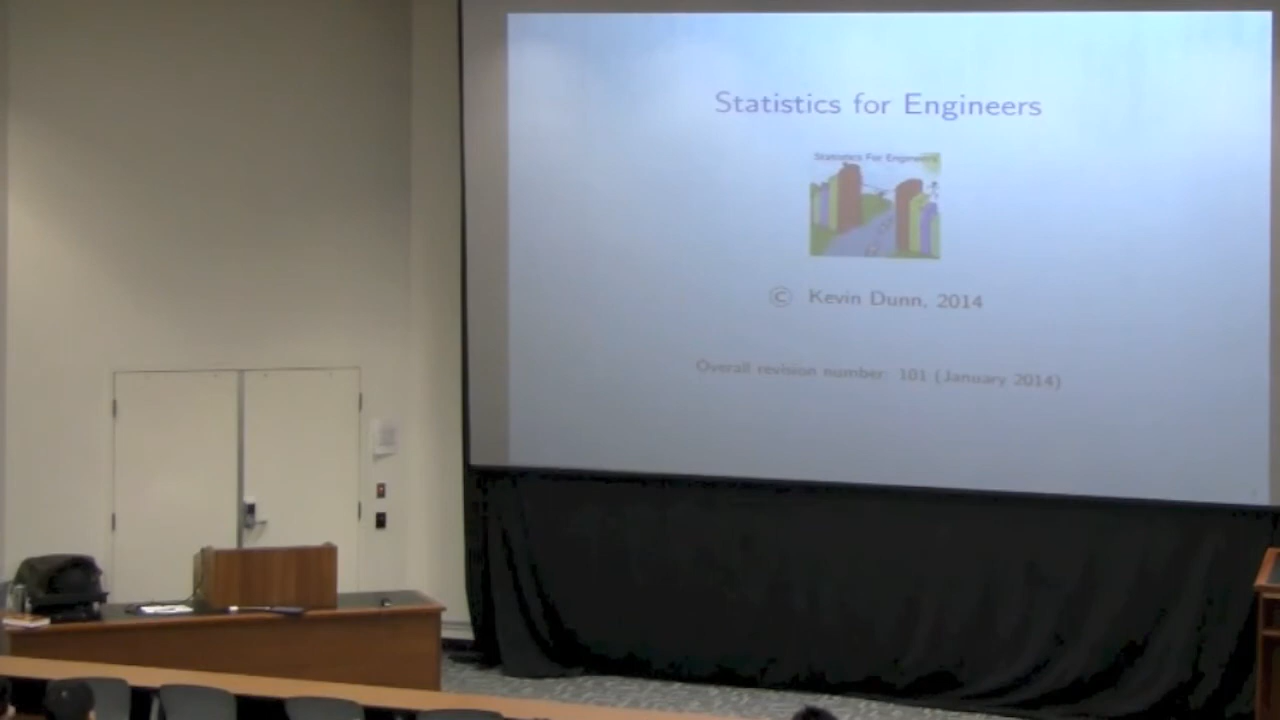 Statistics for Engineers
Statistics For Engineers
© Kevin Dunn, 2014
Overall revision number: 101 (January 2014)